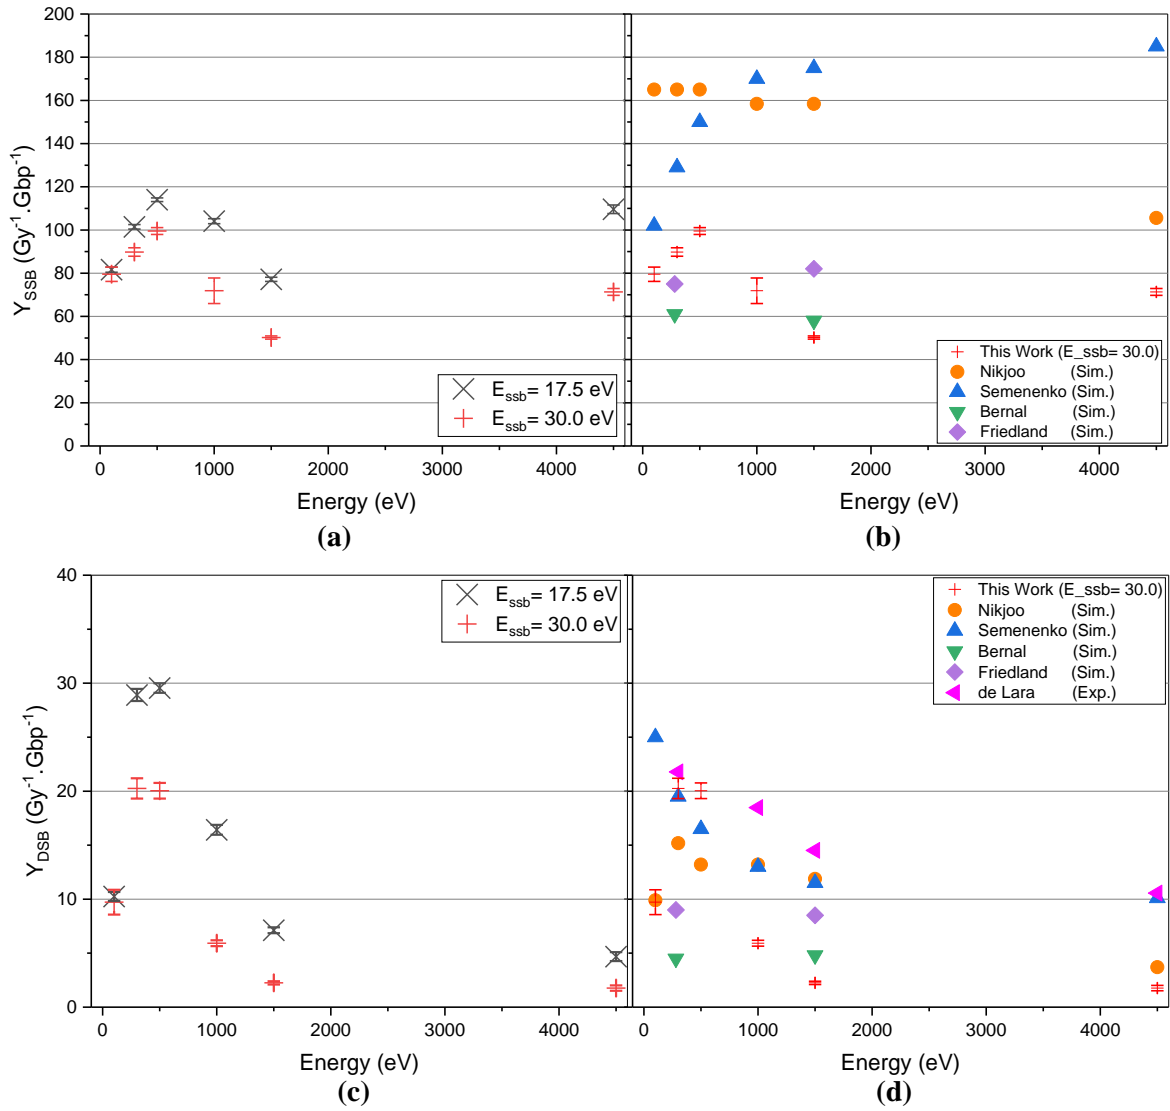 200
180
160
140
120
100
80
60
40
20
0
Y_SSB (Gy⁻¹.Gbp⁻¹)
E_ssb= 17.5 eV
E_ssb= 30.0 eV
0 1000 2000 3000 4000
Energy (eV)
(a)
This Work (E_ssb= 30.0)
Nikjoo (Sim.)
Semenenko (Sim.)
Bernal (Sim.)
Friedland (Sim.)
0 1000 2000 3000 4000
Energy (eV)
(b)
40
30
20
10
0
Y_DSB (Gy⁻¹.Gbp⁻¹)
E_ssb= 17.5 eV
E_ssb= 30.0 eV
0 1000 2000 3000 4000
Energy (eV)
(c)
This Work (E_ssb= 30.0)
Nikjoo (Sim.)
Semenenko (Sim.)
Bernal (Sim.)
Friedland (Sim.)
de Lara (Exp.)
0 1000 2000 3000 4000
Energy (eV)
(d)